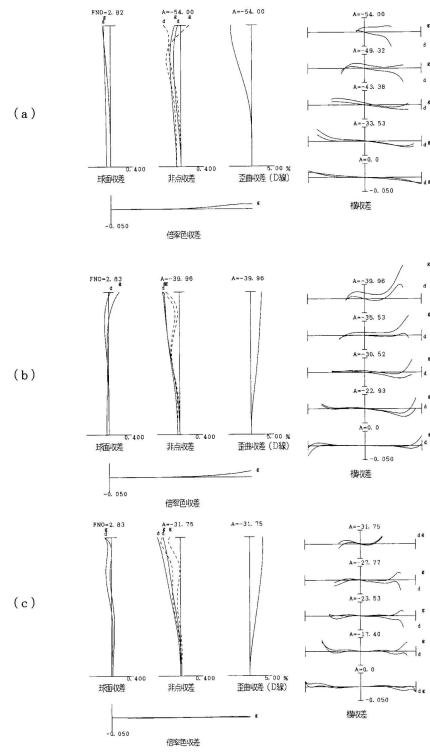 (a)
FNO=2.82
g
d
0.400
球面収差
A=-54.00
g
d
0.400
非点収差
A=-54.00
5.00 %
歪曲収差 (D線)
-0.050
g
倍率色収差
A=-54.00
g
d
A=-49.32
A=-43.38
A=-33.53
A=0.0
d g
-0.050
横収差
(b)
FNO=2.83
g
d
0.400
球面収差
A=-39.96
g
d
0.400
非点収差
A=-39.96
5.00 %
歪曲収差 (D線)
-0.050
g
倍率色収差
A=-39.96
g
d
A=-35.53
g
d
A=-30.52
g
d
A=-22.93
g
d
A=0.0
g
d
-0.050
横収差
(c)
FNO=2.83
g
d
0.400
球面収差
A=-31.75
g
d
0.400
非点収差
A=-31.75
5.00 %
歪曲収差 (D線)
-0.050
g
倍率色収差
A=-31.75
d g
A=-27.77
g
d
A=-23.53
g
d
A=-17.40
g
d
A=0.0
d g
-0.050
横収差